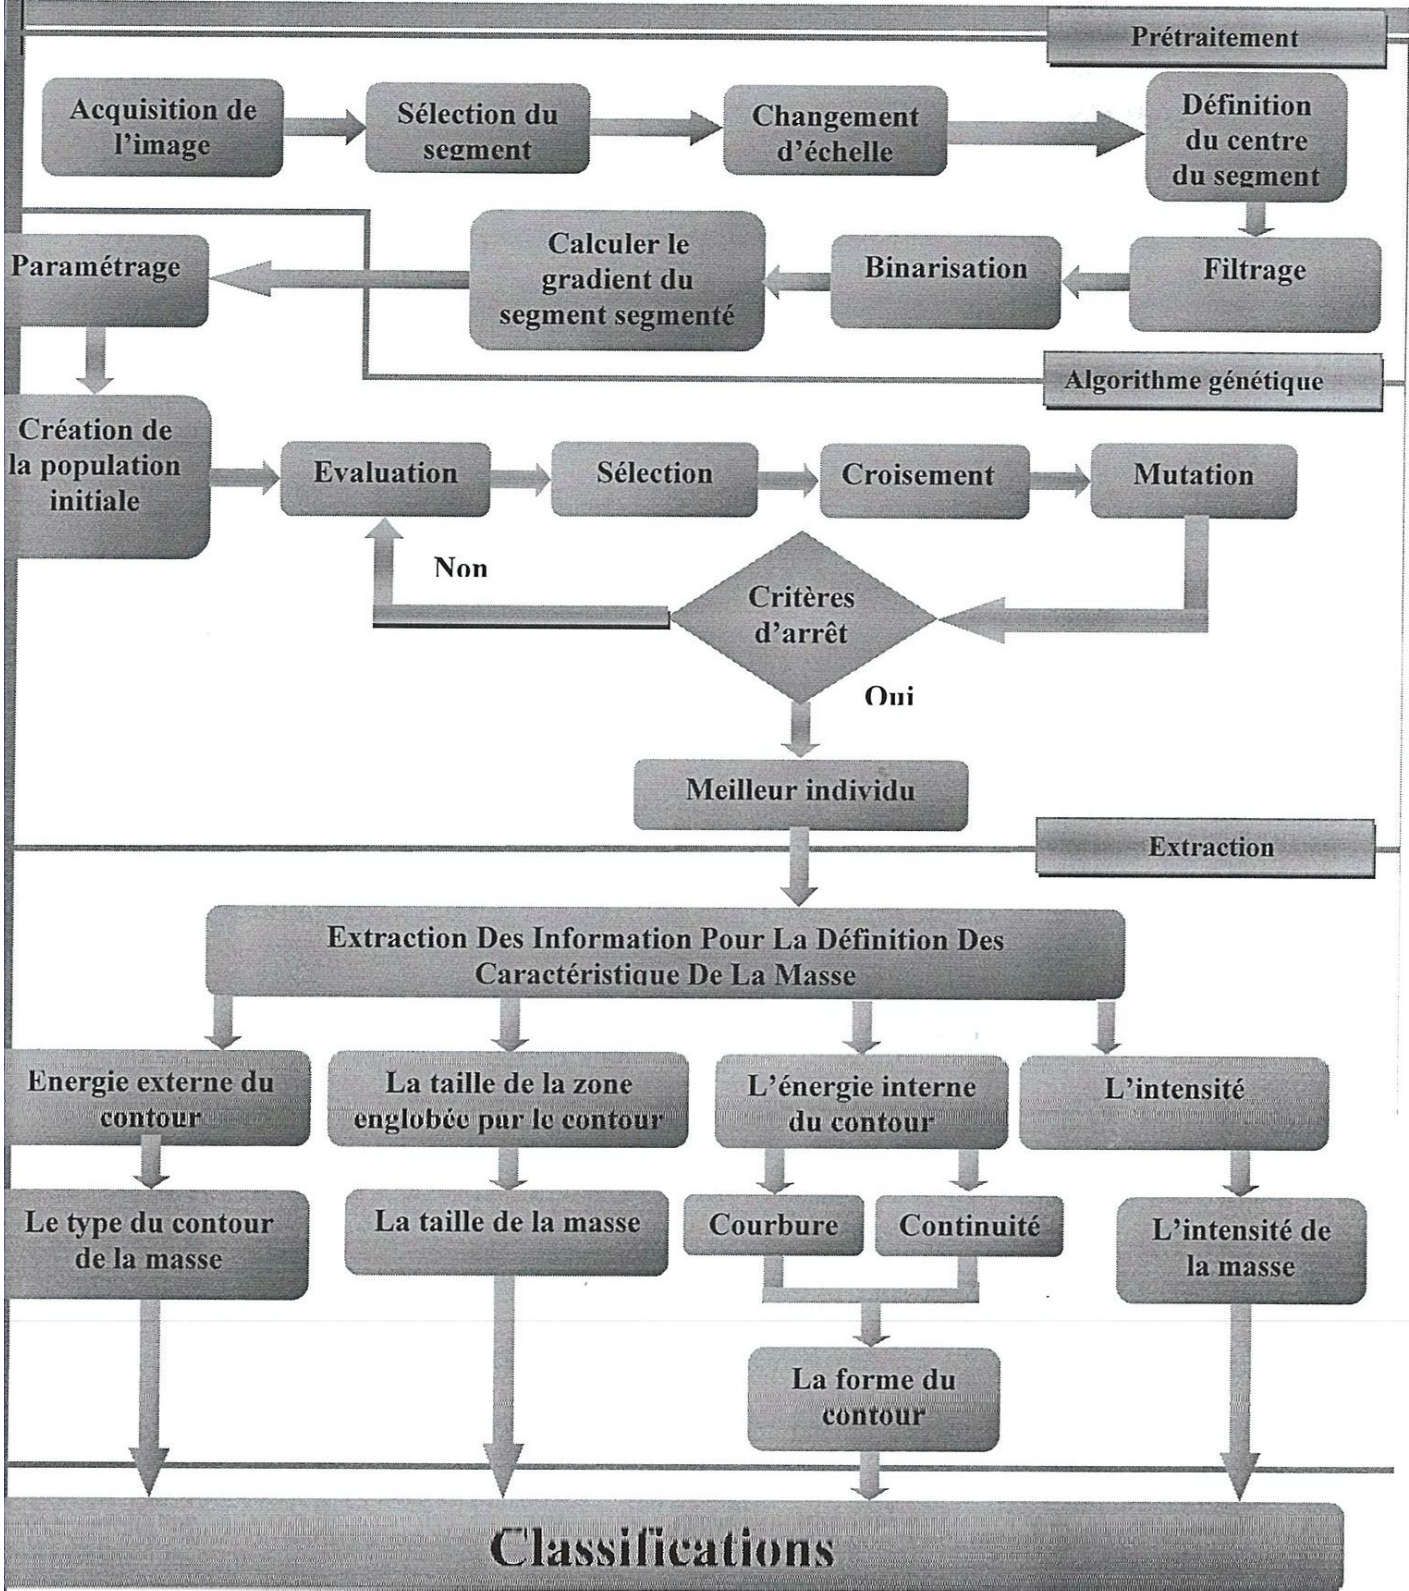 Prétraitement
Acquisition de
l'image
Sélection du
segment
Changement
d'échelle
Définition
du centre
du segment
Paramétrage
Calculer le
gradient du
segment segmenté
Binarisation
Filtrage
Algorithme génétique
Création de
la population
initiale
Evaluation
Sélection
Croisement
Mutation
Non
Critères
d'arrêt
Oui
Meilleur individu
Extraction
Extraction Des Information Pour La Définition Des
Caractéristique De La Masse
Energie externe du
contour
La taille de la zone
englobée par le contour
L'énergie interne
du contour
L'intensité
Le type du contour
de la masse
La taille de la masse
Courbure
Continuité
L'intensité de
la masse
La forme du
contour
Classifications